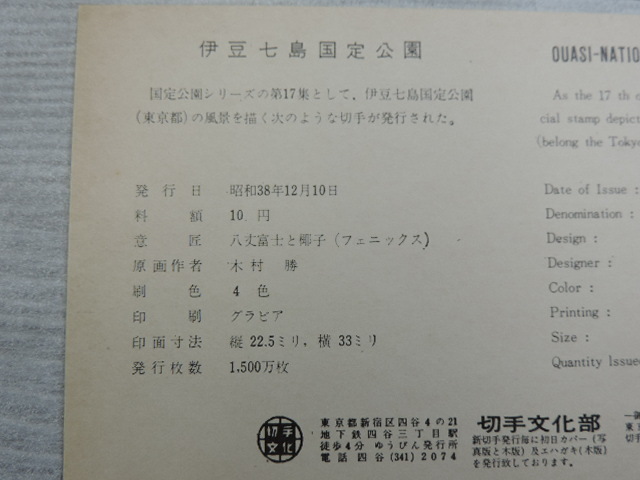 伊豆七島国定公園
国定公園シリーズの第17集として，伊豆七島国定公園
(東京都)の風景を描く次のような切手が発行された。
発行日 昭和38年12月10日
料額 10 円
意匠 八丈富士と椰子 (フェニックス)
原画作者 木村 勝
刷色 4 色
印刷 グラビア
印面寸法 縦 22.5ミリ，横 33ミリ
発行枚数 1,500万枚
QUASI-NATIO
As the 17 th o
cial stamp depict
(belong the Tokyo
Date of Issue :
Denomination :
Design :
Designer :
Color :
Printing :
Size :
Quantity Issued
切手
文化
東京都新宿区四谷4の21
地下鉄四谷三丁目駅
徒歩4分 ゆうびん発行所
電話 四谷 (341) 2074
切手文化部
新切手発行毎に初日カバー (写
真版と木版) 及エハガキ(木版)
を発行致しております。